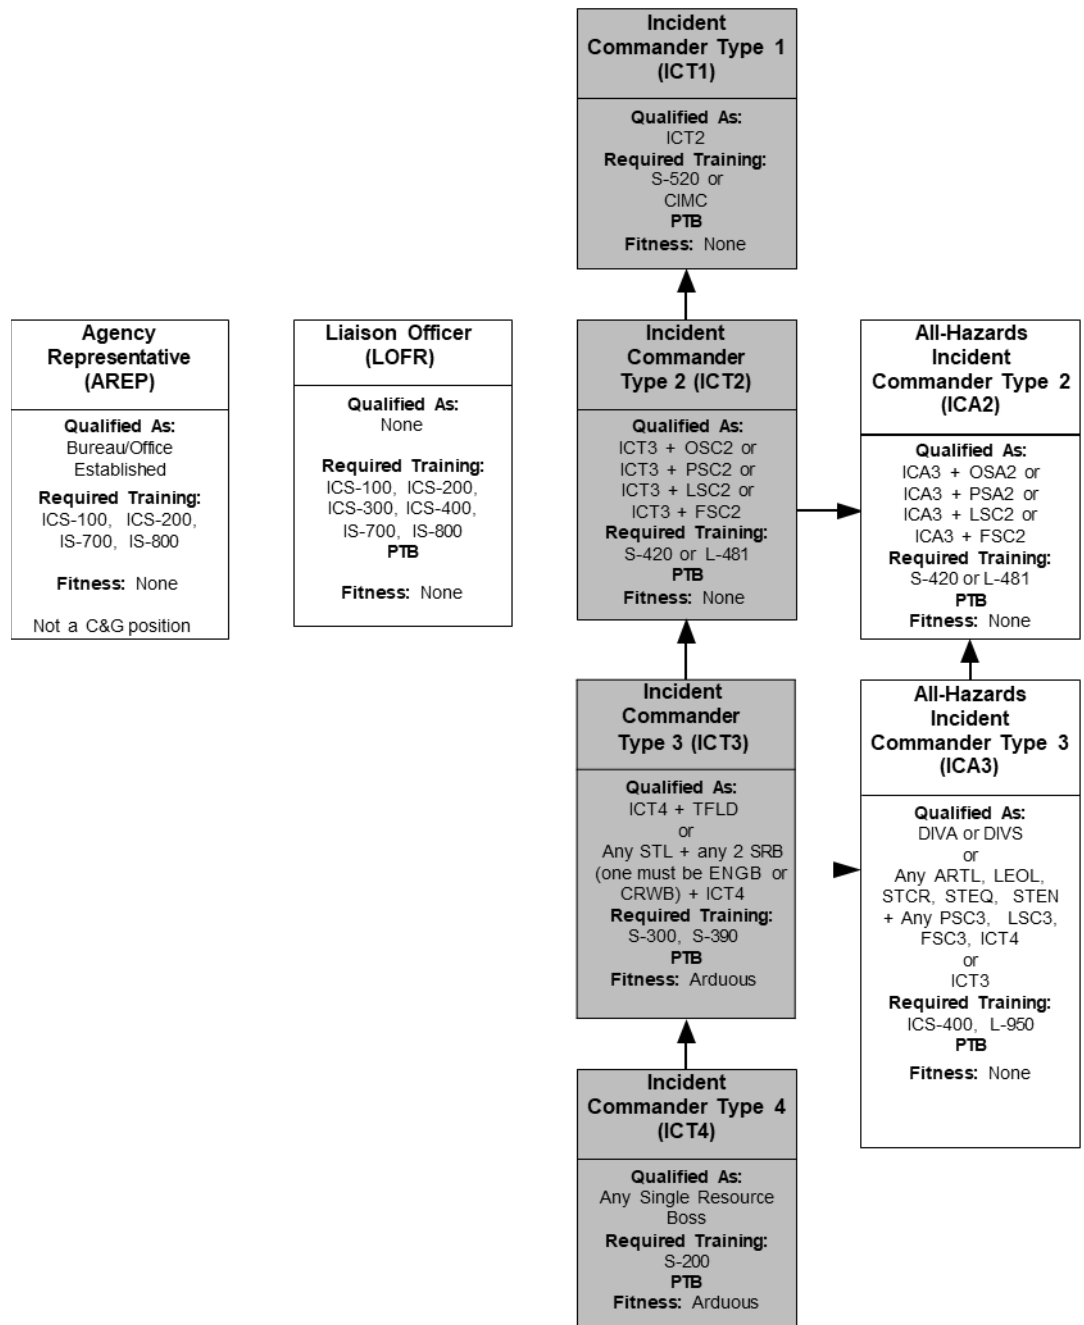 Incident
Commander Type 1
(ICT1)
Qualified As:
ICT2
Required Training:
S-520 or
CIMC
PTB
Fitness: None
Agency
Representative
(AREP)
Qualified As:
Bureau/Office
Established
Required Training:
ICS-100, ICS-200,
IS-700, IS-800
Fitness: None
Not a C&G position
Liaison Officer
(LOFR)
Qualified As:
None
Required Training:
ICS-100, ICS-200,
ICS-300, ICS-400,
IS-700, IS-800
PTB
Fitness: None
Incident
Commander
Type 2 (ICT2)
Qualified As:
ICT3 + OSC2 or
ICT3 + PSC2 or
ICT3 + LSC2 or
ICT3 + FSC2
Required Training:
S-420 or L-481
PTB
Fitness: None
All-Hazards
Incident
Commander Type 2
(ICA2)
Qualified As:
ICA3 + OSA2 or
ICA3 + PSA2 or
ICA3 + LSC2 or
ICA3 + FSC2
Required Training:
S-420 or L-481
PTB
Fitness: None
Incident
Commander
Type 3 (ICT3)
Qualified As:
ICT4 + TFLD
or
Any STL + any 2 SRB
(one must be ENGB or
CRWB) + ICT4
Required Training:
S-300, S-390
PTB
Fitness: Arduous
All-Hazards
Incident
Commander Type 3
(ICA3)
Qualified As:
DIVA or DIVS
or
Any ARTL, LEOL,
STCR, STEQ, STEN
+ Any PSC3, LSC3,
FSC3, ICT4
or
ICT3
Required Training:
ICS-400, L-950
PTB
Fitness: None
Incident
Commander Type 4
(ICT4)
Qualified As:
Any Single Resource
Boss
Required Training:
S-200
PTB
Fitness: Arduous